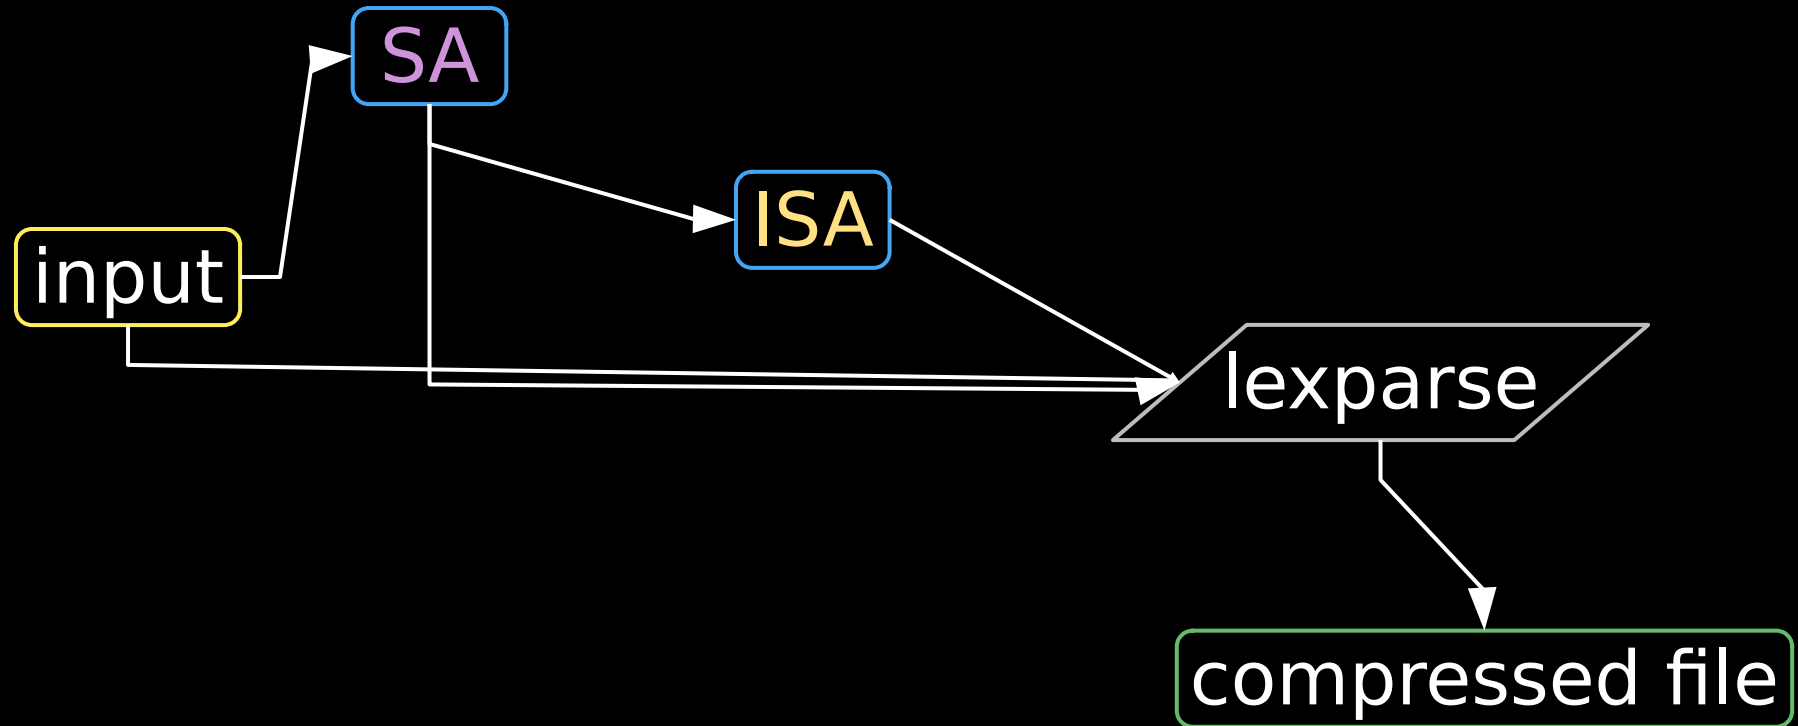 SA
ISA
input
lexparse
compressed file